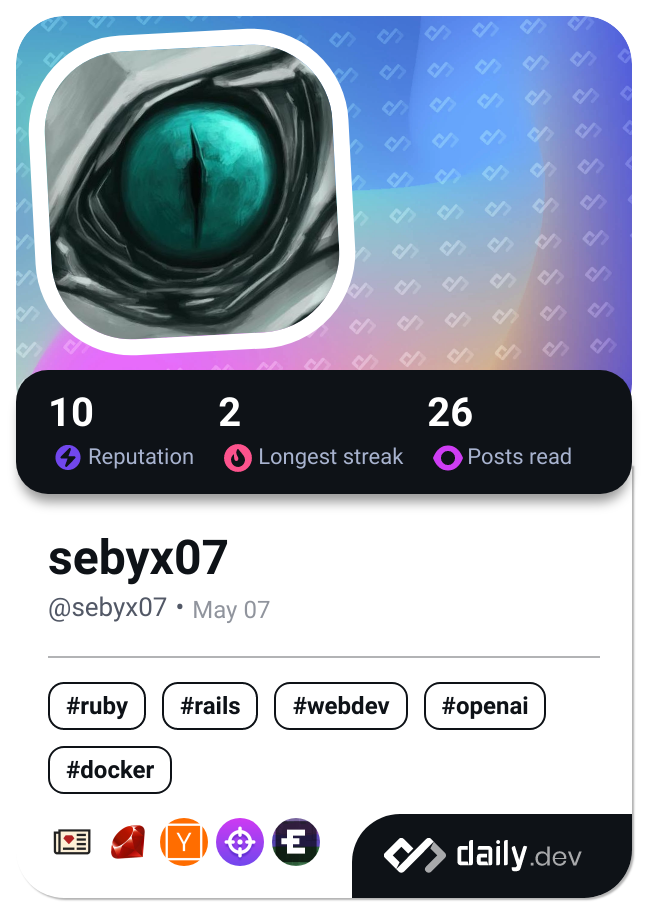 10 2 26
Reputation Longest streak Posts read
sebyx07
@sebyx07 • May 07
#ruby #rails #webdev #openai
#docker
Y E
daily.dev